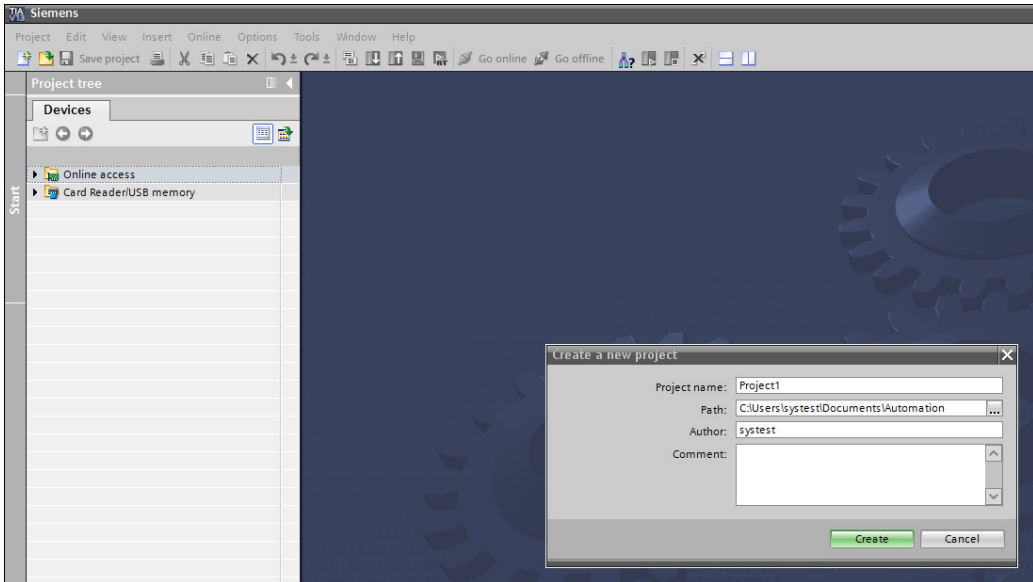 TIA V13 Siemens
Project Edit View Insert Online Options Tools Window Help
Save project Go online Go offline
Project tree
Devices
Online access
Card Reader/USB memory
Start
Create a new project
Project name: Project1
Path: C:\Users\systest\Documents\Automation ...
Author: systest
Comment:
Create Cancel